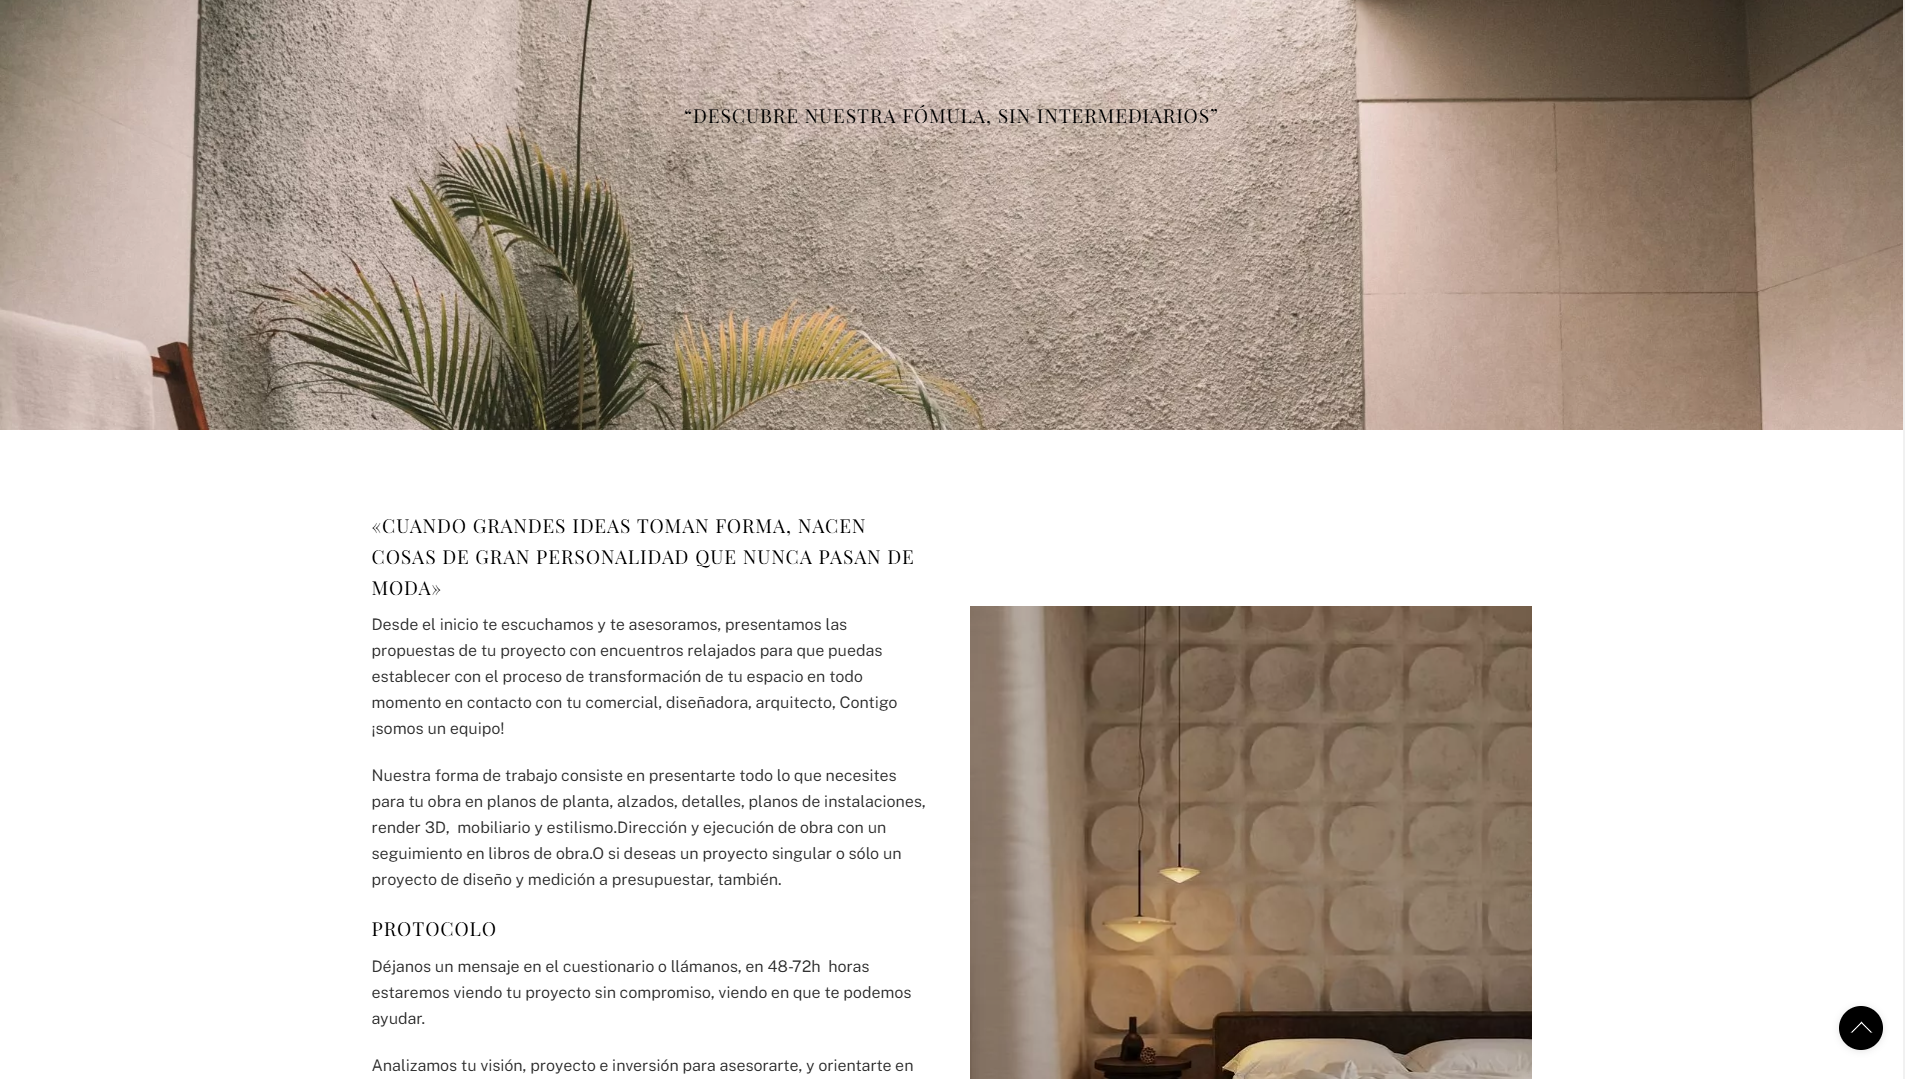 “DESCUBRE NUESTRA FÓMULA, SIN INTERMEDIARIOS”
«CUANDO GRANDES IDEAS TOMAN FORMA, NACEN
COSAS DE GRAN PERSONALIDAD QUE NUNCA PASAN DE
MODA»
Desde el inicio te escuchamos y te asesoramos, presentamos las
propuestas de tu proyecto con encuentros relajados para que puedas
establecer con el proceso de transformación de tu espacio en todo
momento en contacto con tu comercial, diseñadora, arquitecto, Contigo
¡somos un equipo!
Nuestra forma de trabajo consiste en presentarte todo lo que necesites
para tu obra en planos de planta, alzados, detalles, planos de instalaciones,
render 3D,  mobiliario y estilismo.Dirección y ejecución de obra con un
seguimiento en libros de obra.O si deseas un proyecto singular o sólo un
proyecto de diseño y medición a presupuestar, también.
PROTOCOLO
Déjanos un mensaje en el cuestionario o llámanos, en 48-72h  horas
estaremos viendo tu proyecto sin compromiso, viendo en que te podemos
ayudar.
Analizamos tu visión, proyecto e inversión para asesorarte, y orientarte en